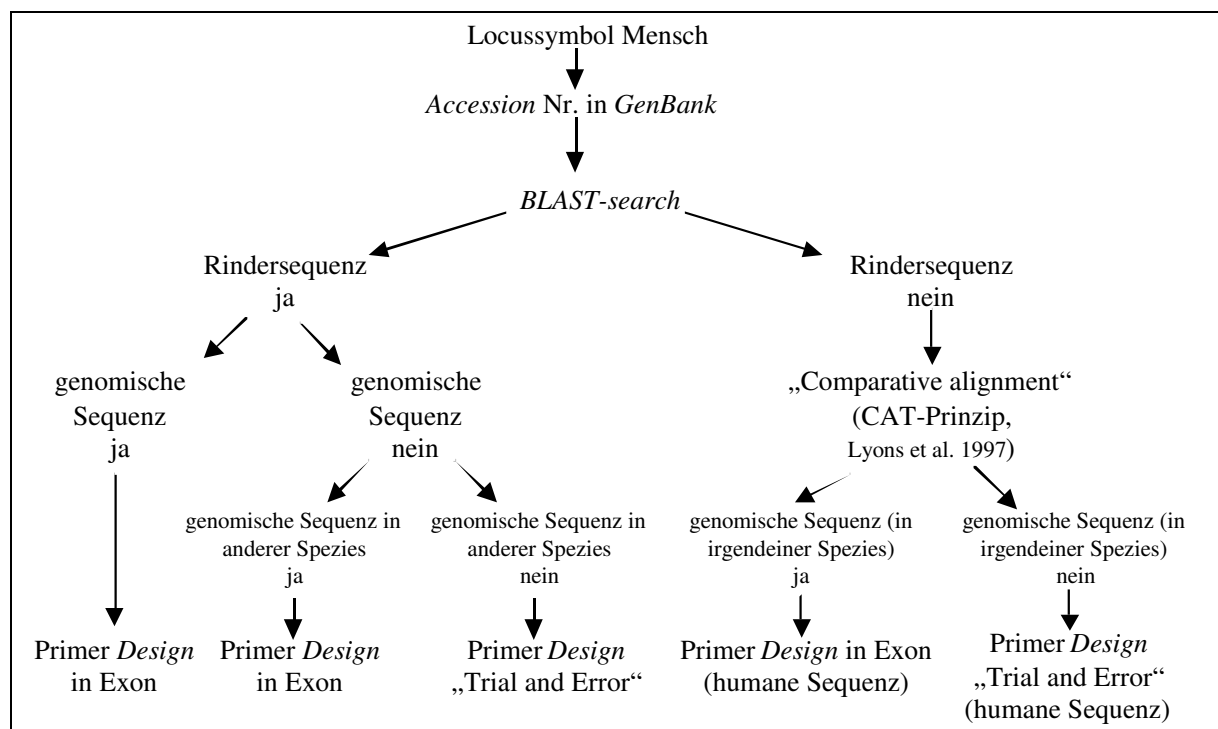 Locussymbol Mensch
Accession Nr. in GenBank
BLAST-search
Rindersequenz
ja
Rindersequenz
nein
genomische
Sequenz
ja
genomische
Sequenz
nein
„Comparative alignment“
(CAT-Prinzip,
Lyons et al. 1997)
genomische Sequenz in
anderer Spezies
ja
genomische Sequenz in
anderer Spezies
nein
genomische Sequenz (in
irgendeiner Spezies)
ja
genomische Sequenz (in
irgendeiner Spezies)
nein
Primer Design
in Exon
Primer Design
in Exon
Primer Design
„Trial and Error“
Primer Design in Exon
(humane Sequenz)
Primer Design
„Trial and Error“
(humane Sequenz)